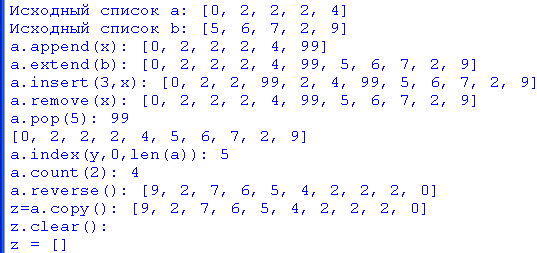 Исходный список a: [0, 2, 2, 2, 4]
Исходный список b: [5, 6, 7, 2, 9]
a.append(x): [0, 2, 2, 2, 4, 99]
a.extend(b): [0, 2, 2, 2, 4, 99, 5, 6, 7, 2, 9]
a.insert(3,x): [0, 2, 2, 99, 2, 4, 99, 5, 6, 7, 2, 9]
a.remove(x): [0, 2, 2, 2, 4, 99, 5, 6, 7, 2, 9]
a.pop(5): 99
[0, 2, 2, 2, 4, 5, 6, 7, 2, 9]
a.index(y,0,len(a)): 5
a.count(2): 4
a.reverse(): [9, 2, 7, 6, 5, 4, 2, 2, 2, 0]
z=a.copy(): [9, 2, 7, 6, 5, 4, 2, 2, 2, 0]
z.clear():
z = []